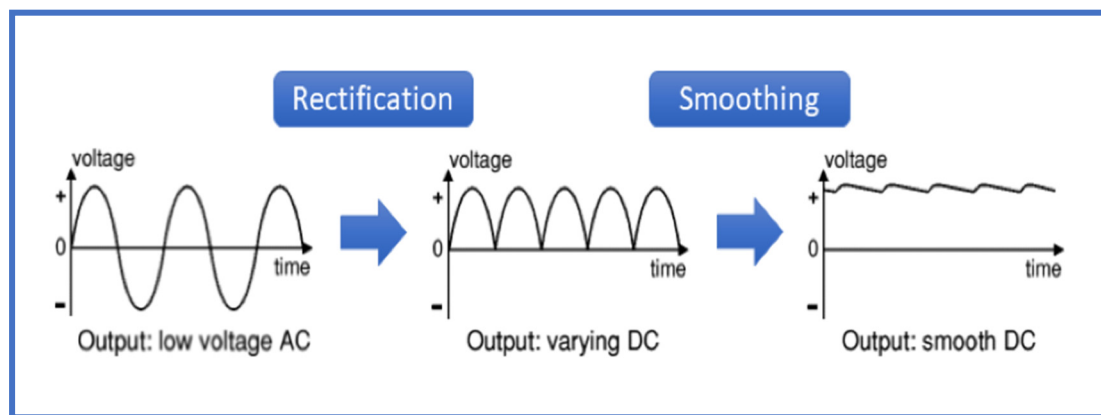 Rectification
Smoothing
voltage
+
0
-
time
Output: low voltage AC
voltage
+
0
-
time
Output: varying DC
voltage
+
0
-
time
Output: smooth DC